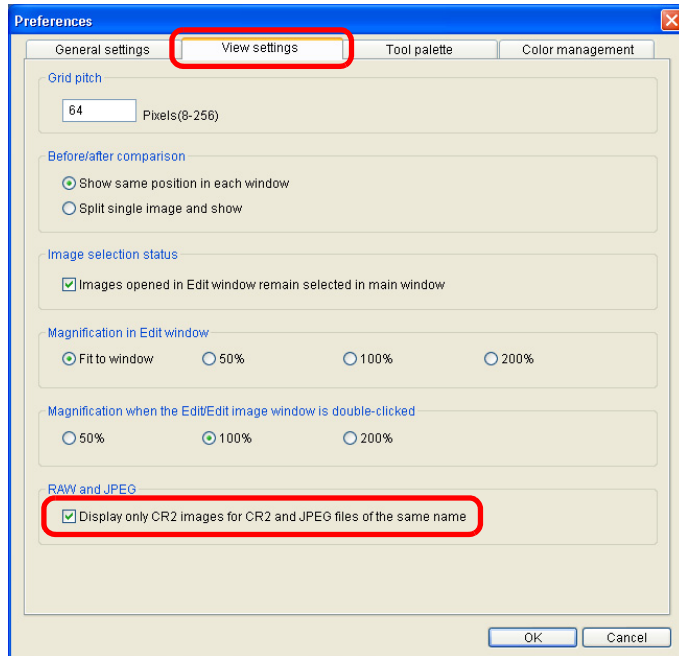 Preferences
General settings View settings Tool palette Color management
Grid pitch
64 Pixels(8-256)
Before/after comparison
Show same position in each window
Split single image and show
Image selection status
Images opened in Edit window remain selected in main window
Magnification in Edit window
Fit to window 50% 100% 200%
Magnification when the Edit/Edit image window is double-clicked
50% 100% 200%
RAW and JPEG
Display only CR2 images for CR2 and JPEG files of the same name
OK Cancel